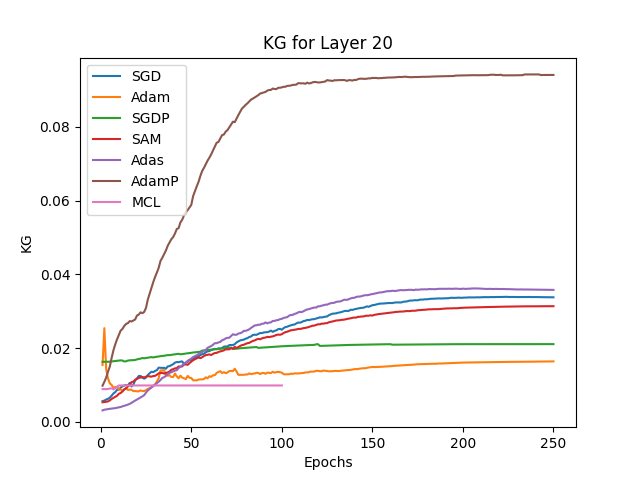 KG for Layer 20
SGD
Adam
SGDP
SAM
Adas
AdamP
MCL
KG
0.08
0.06
0.04
0.02
0.00
0 50 100 150 200 250
Epochs